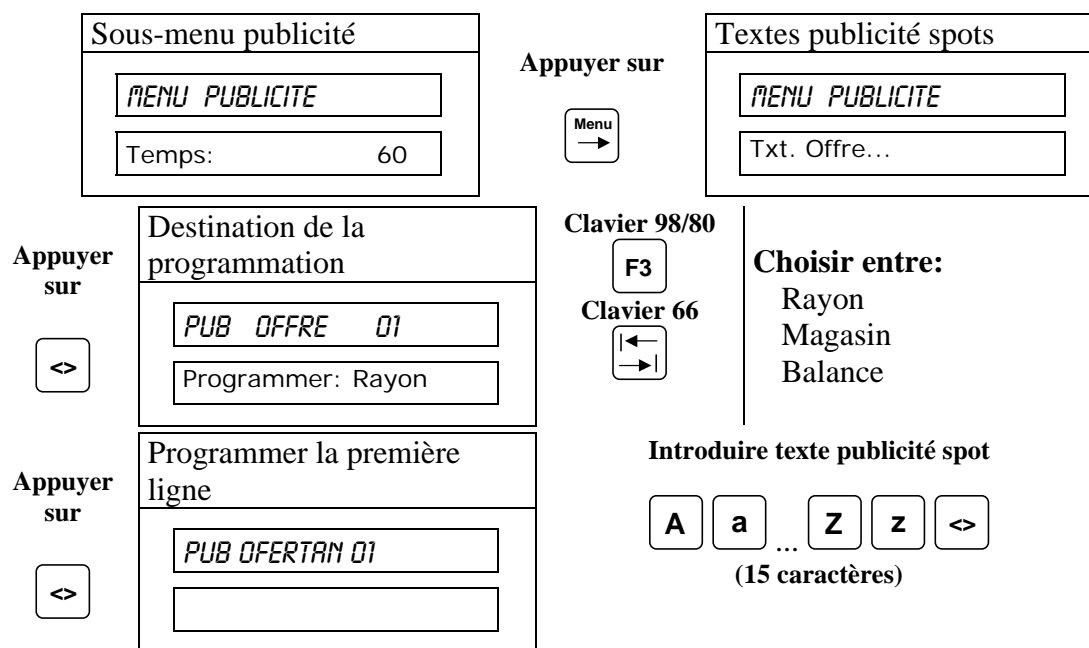 Sous-menu publicité
MENU PUBLICITE
Temps: 60
Appuyer sur
Menu
Textes publicité spots
MENU PUBLICITE
Txt. Offre...
Appuyer
sur
<>
Destination de la
programmation
PUB OFFRE 01
Programmer: Rayon
Clavier 98/80
F3
Clavier 66
Choisir entre:
Rayon
Magasin
Balance
Appuyer
sur
<>
Programmer la première
ligne
PUB OFERTAN 01
Introduire texte publicité spot
A a ... Z z <>
(15 caractères)